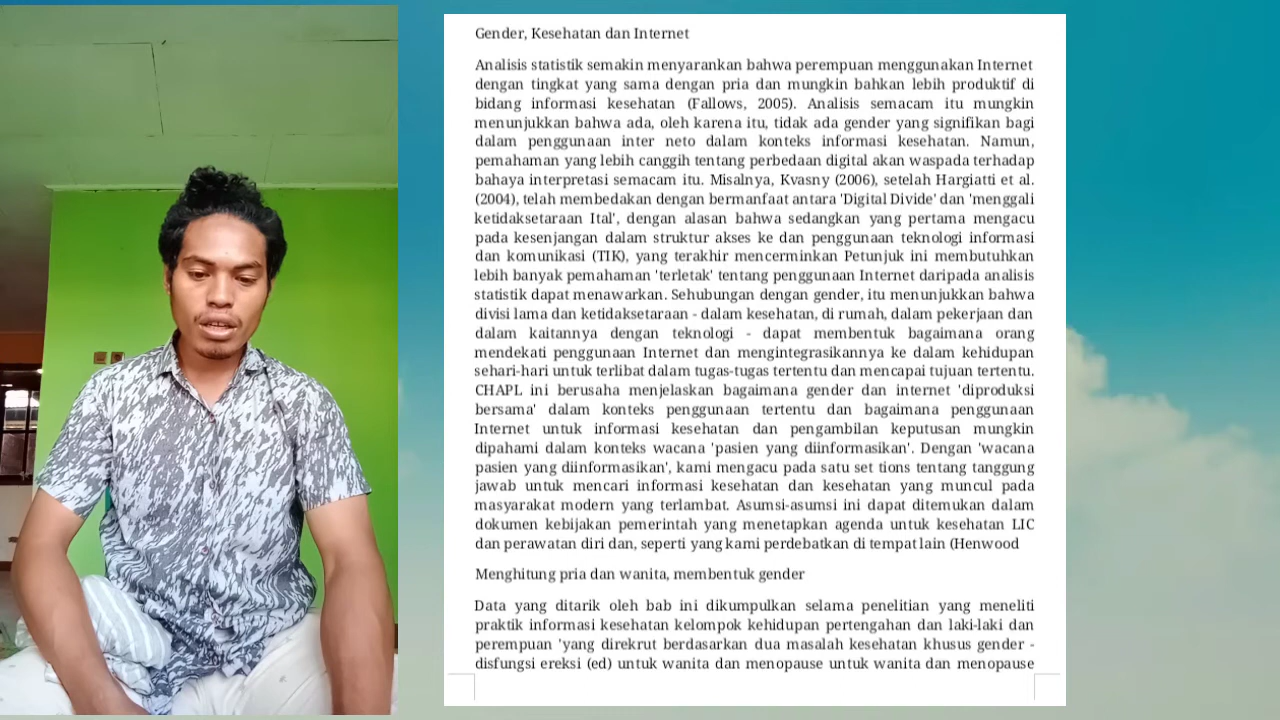 Gender, Kesehatan dan Internet
Analisis statistik semakin menyarankan bahwa perempuan menggunakan Internet
dengan tingkat yang sama dengan pria dan mungkin bahkan lebih produktif di
bidang informasi kesehatan (Fallows, 2005). Analisis semacam itu mungkin
menunjukkan bahwa ada, oleh karena itu, tidak ada gender yang signifikan bagi
dalam penggunaan inter neto dalam konteks informasi kesehatan. Namun,
pemahaman yang lebih canggih tentang perbedaan digital akan waspada terhadap
bahaya interpretasi semacam itu. Misalnya, Kvasny (2006), setelah Hargiatti et al.
(2004), telah membedakan dengan bermanfaat antara 'Digital Divide' dan 'menggali
ketidaksetaraan Ital', dengan alasan bahwa sedangkan yang pertama mengacu
pada kesenjangan dalam struktur akses ke dan penggunaan teknologi informasi
dan komunikasi (TIK), yang terakhir mencerminkan Petunjuk ini membutuhkan
lebih banyak pemahaman 'terletak' tentang penggunaan Internet daripada analisis
statistik dapat menawarkan. Sehubungan dengan gender, itu menunjukkan bahwa
divisi lama dan ketidaksetaraan - dalam kesehatan, di rumah, dalam pekerjaan dan
dalam kaitannya dengan teknologi - dapat membentuk bagaimana orang
mendekati penggunaan Internet dan mengintegrasikannya ke dalam kehidupan
sehari-hari untuk terlibat dalam tugas-tugas tertentu dan mencapai tujuan tertentu.
CHAPL ini berusaha menjelaskan bagaimana gender dan internet 'diproduksi
bersama' dalam konteks penggunaan tertentu dan bagaimana penggunaan
Internet untuk informasi kesehatan dan pengambilan keputusan mungkin
dipahami dalam konteks wacana 'pasien yang diinformasikan'. Dengan 'wacana
pasien yang diinformasikan', kami mengacu pada satu set tions tentang tanggung
jawab untuk mencari informasi kesehatan dan kesehatan yang muncul pada
masyarakat modern yang terlambat. Asumsi-asumsi ini dapat ditemukan dalam
dokumen kebijakan pemerintah yang menetapkan agenda untuk kesehatan LIC
dan perawatan diri dan, seperti yang kami perdebatkan di tempat lain (Henwood
Menghitung pria dan wanita, membentuk gender
Data yang ditarik oleh bab ini dikumpulkan selama penelitian yang meneliti
praktik informasi kesehatan kelompok kehidupan pertengahan dan laki-laki dan
perempuan 'yang direkrut berdasarkan dua masalah kesehatan khusus gender -
disfungsi ereksi (ed) untuk wanita dan menopause untuk wanita dan menopause